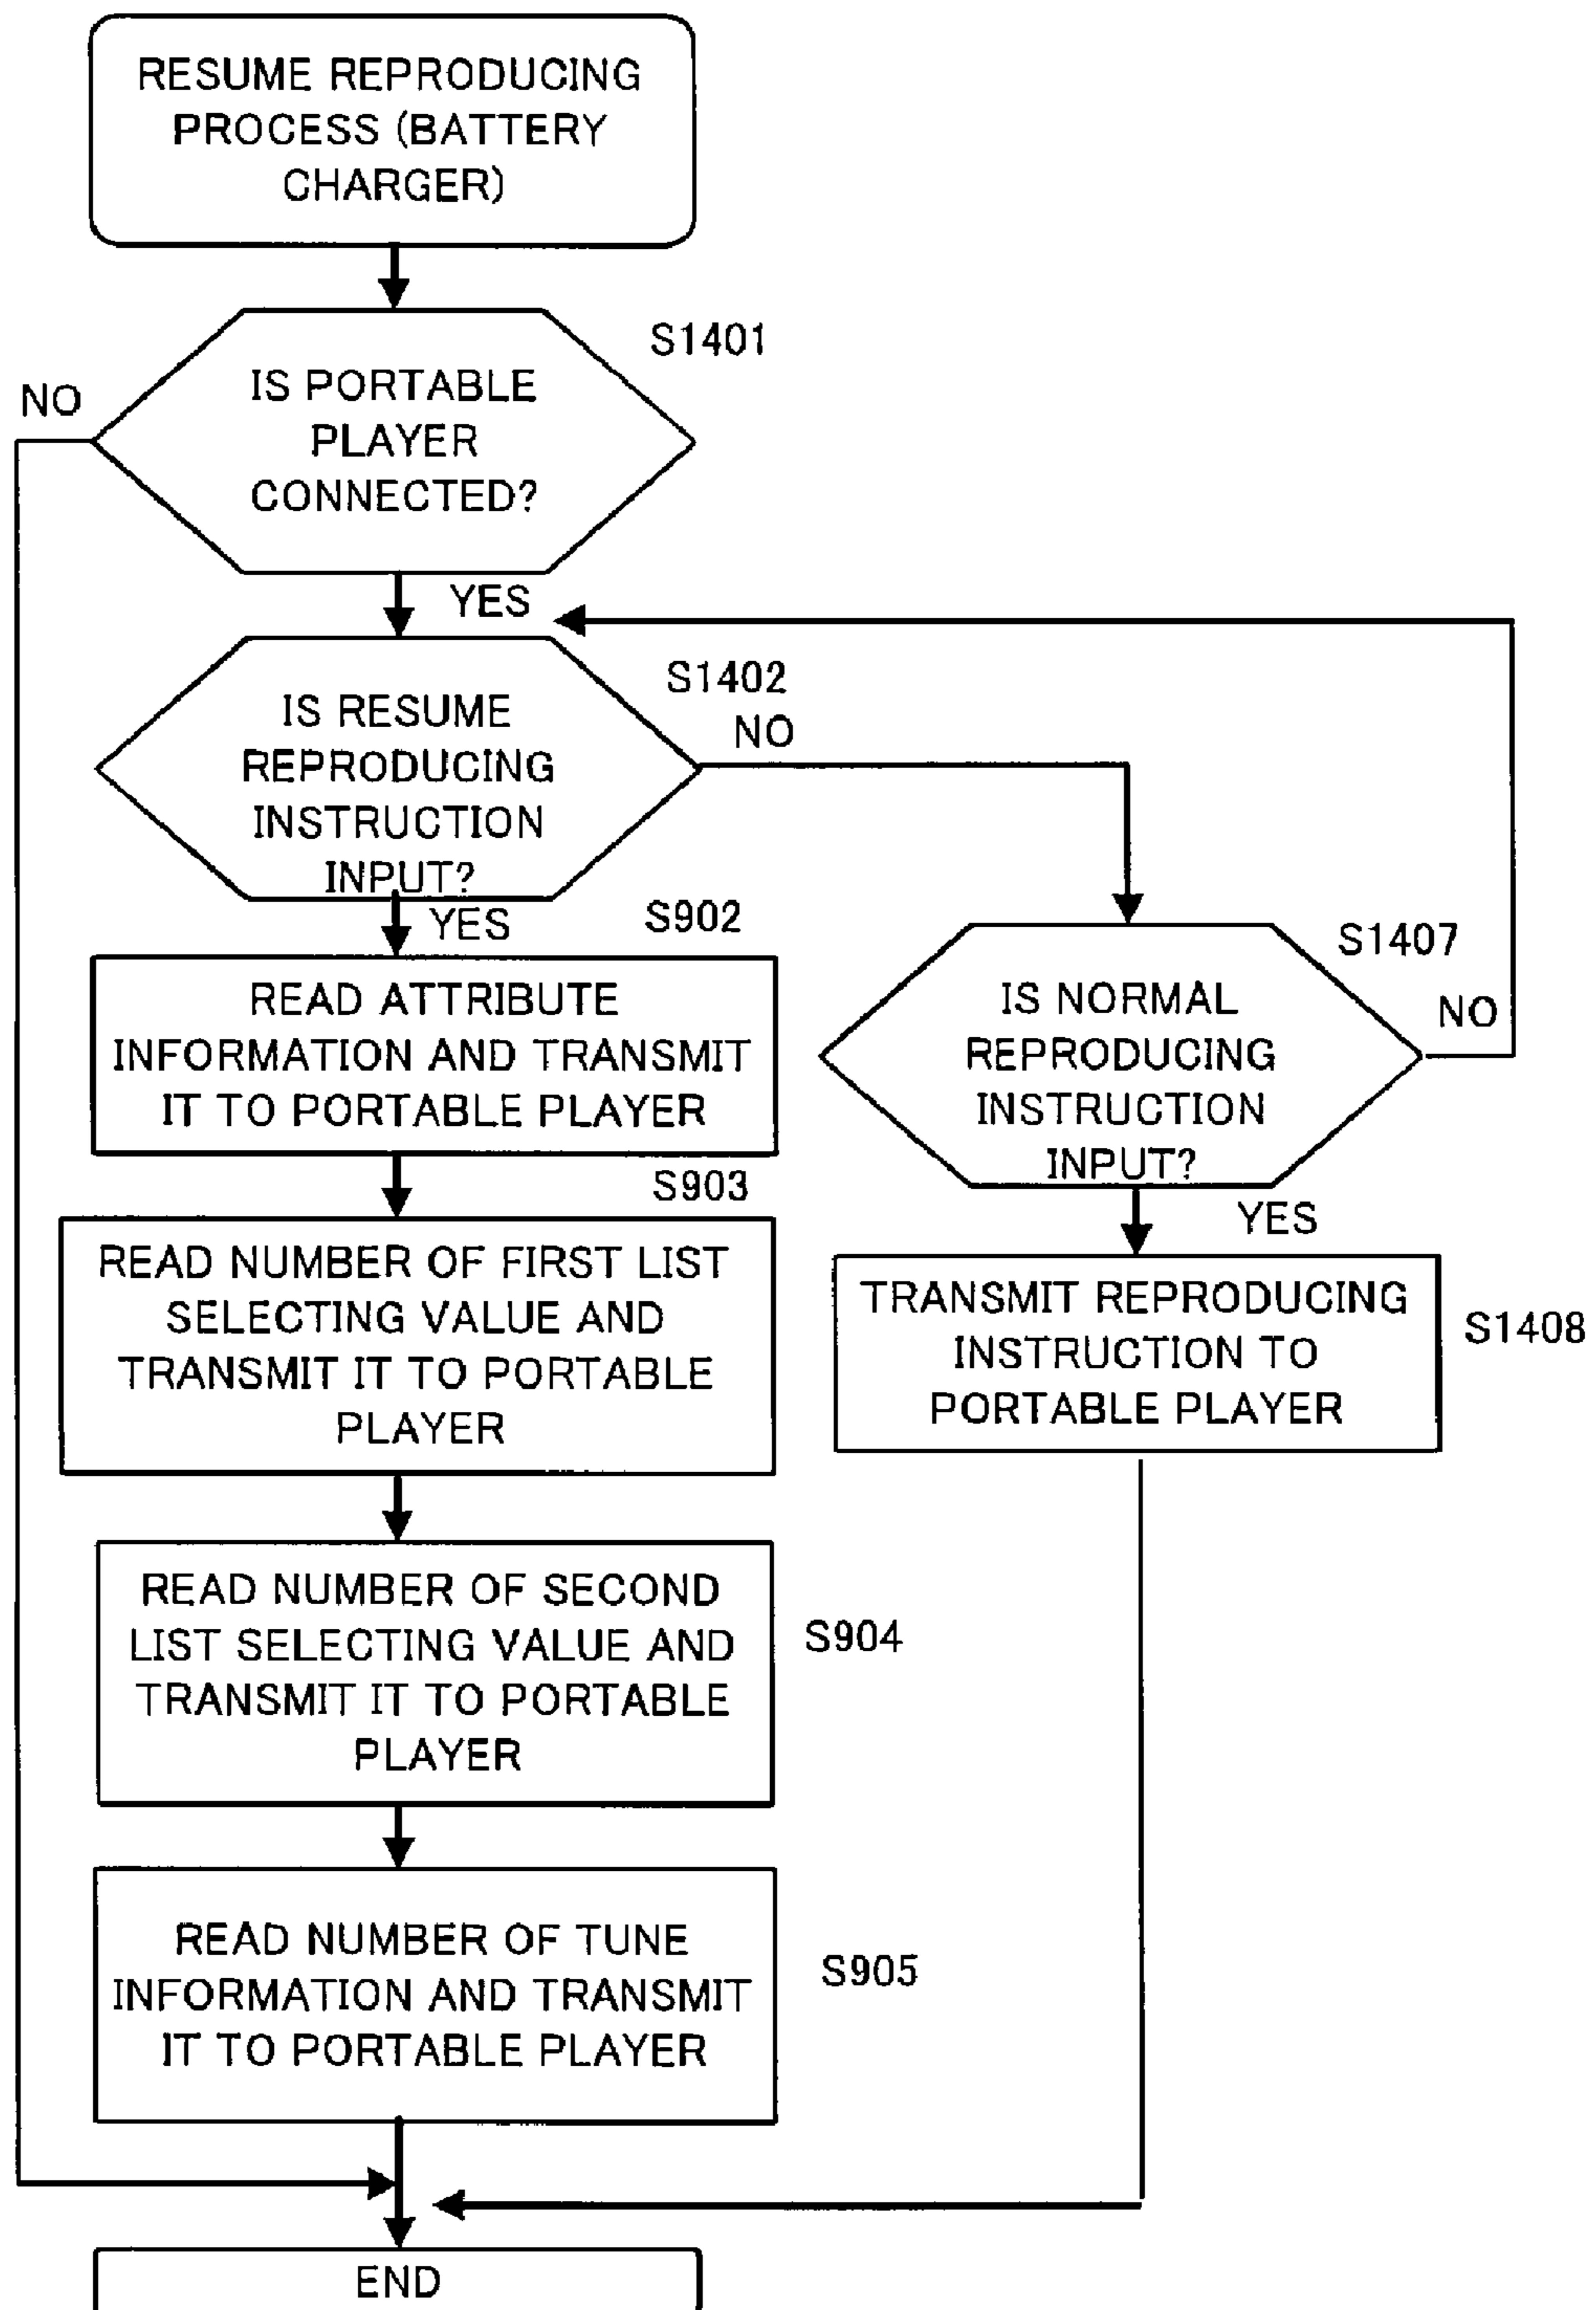 RESUME REPRODUCING
PROCESS (BATTERY
CHARGER)
S1401
NO
IS PORTABLE
PLAYER
CONNECTED?
YES
S1402
IS RESUME
REPRODUCING
INSTRUCTION
INPUT?
NO
YES
S902
READ ATTRIBUTE
INFORMATION AND TRANSMIT
IT TO PORTABLE PLAYER
S1407
IS NORMAL
REPRODUCING
INSTRUCTION
INPUT?
NO
YES
S903
READ NUMBER OF FIRST LIST
SELECTING VALUE AND
TRANSMIT IT TO PORTABLE
PLAYER
TRANSMIT REPRODUCING
INSTRUCTION TO
PORTABLE PLAYER
S1408
READ NUMBER OF SECOND
LIST SELECTING VALUE AND
TRANSMIT IT TO PORTABLE
PLAYER
S904
READ NUMBER OF TUNE
INFORMATION AND TRANSMIT
IT TO PORTABLE PLAYER
S905
END